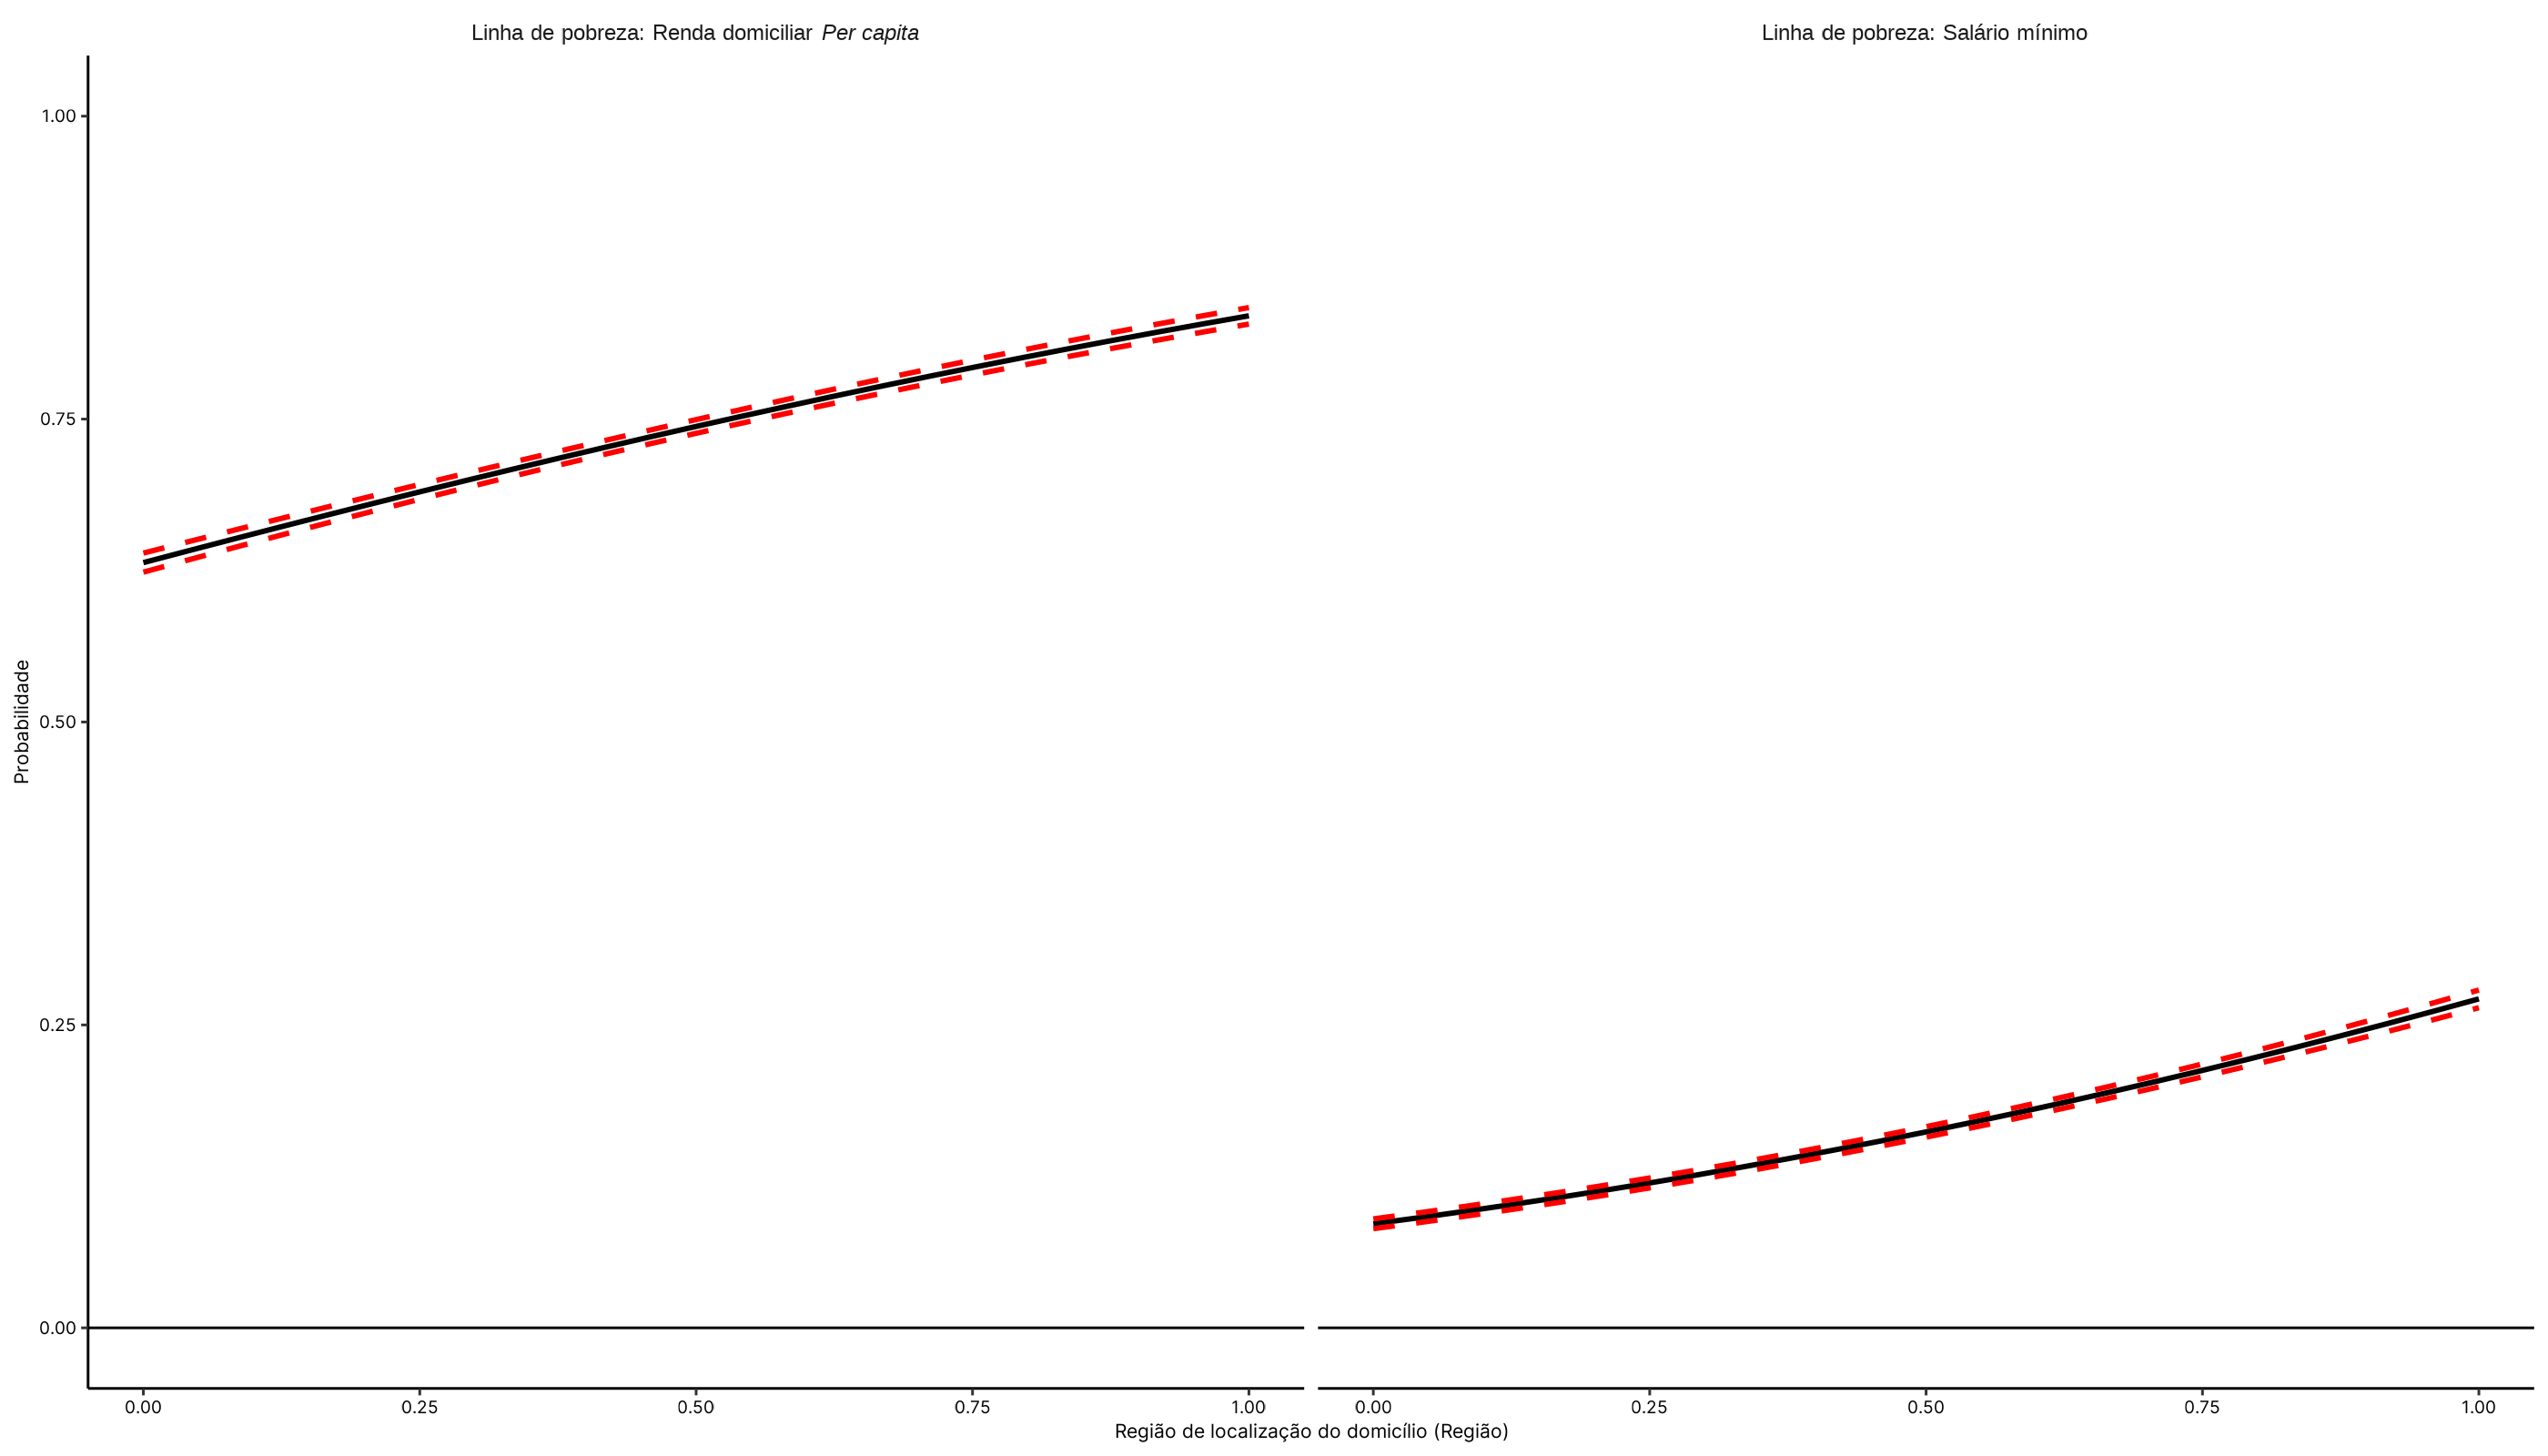 Linha de pobreza: Renda domiciliar Per capita
Linha de pobreza: Salário mínimo
Probabilidade
1.00
0.75
0.50
0.25
0.00
0.00 0.25 0.50 0.75 1.00
0.00 0.25 0.50 0.75 1.00
Região de localização do domicílio (Região)